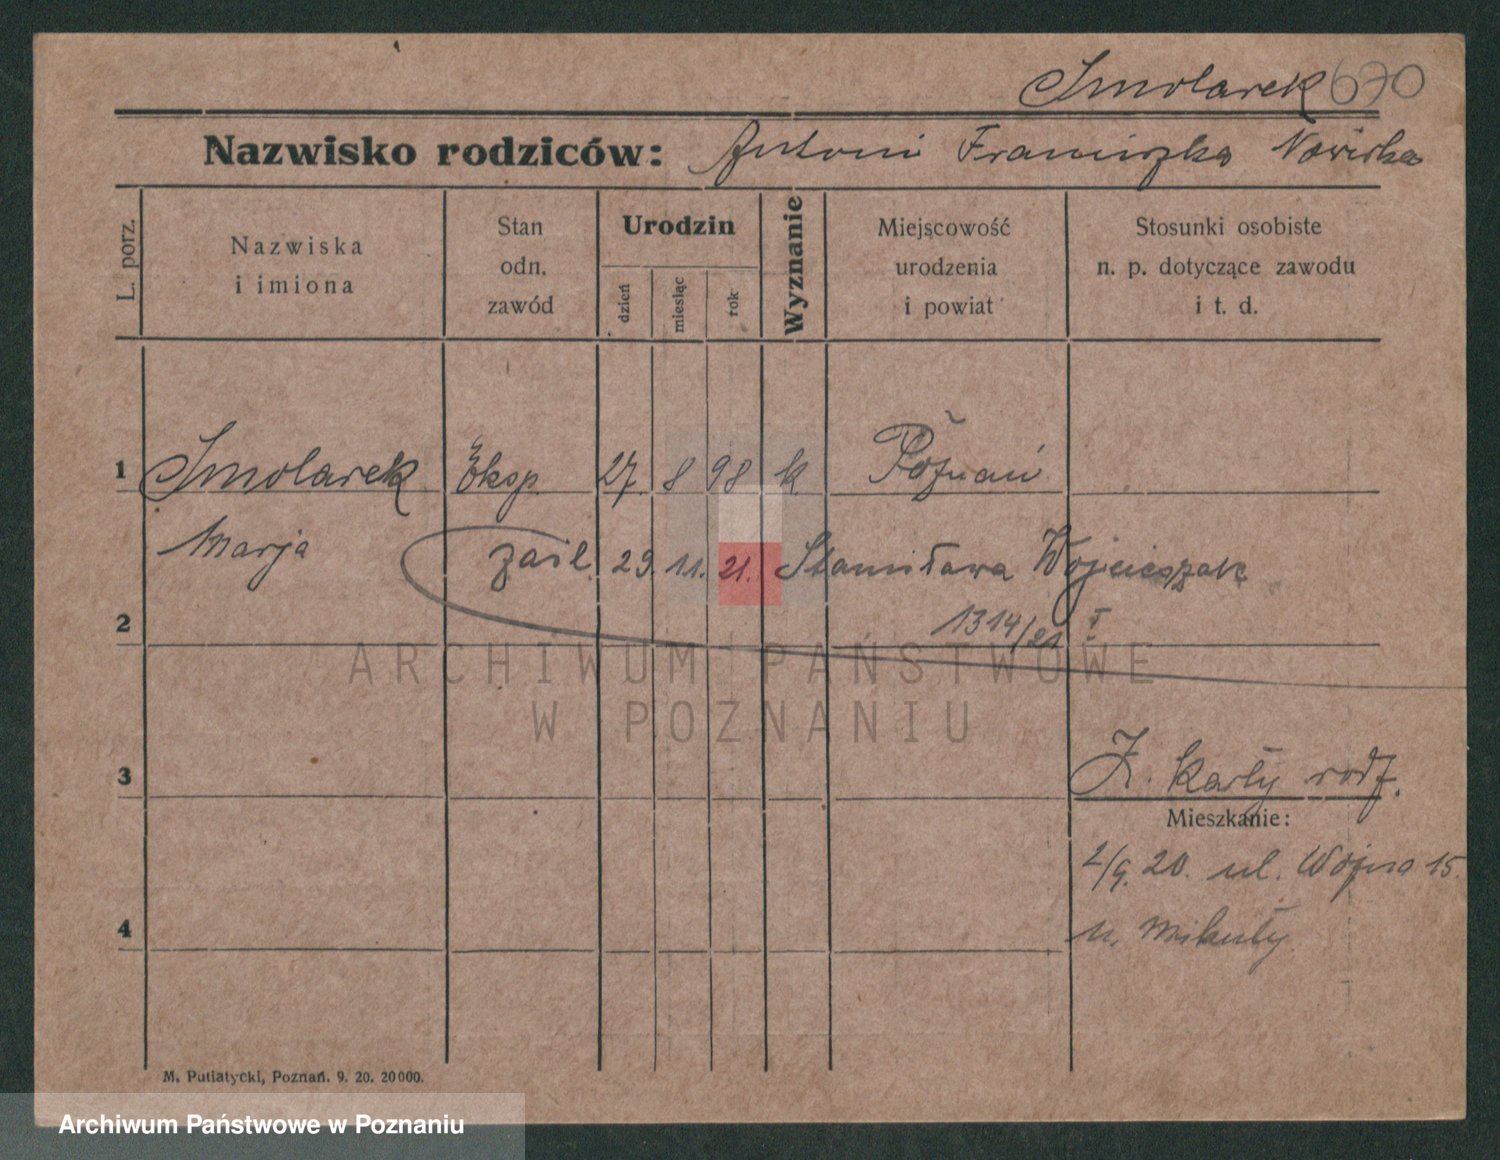 Smolarek 670
Nazwisko rodziców: Antoni Franciszka Nowicka
L. porz.
Nazwiska
i imiona
Stan
odn.
zawód
Urodzin
dzień
miesiąc
rok
Wyznanie
Miejscowość
urodzenia
i powiat
Stosunki osobiste
n. p. dotyczące zawodu
i t. d.
1 Smolarek Eksp. 27. 8 98 k Poznań
Marja zaśl. 29. 11. 21. Stanisława Wojcieszak
2 1314/21 I
ARCHIWUM PAŃSTWOWE
W POZNANIU
3 Z. karty rodz.
Mieszkanie:
2/9. 20. ul. Wojna 15.
4 u. Mikuły
M. Putiatycki, Poznań. 9. 20. 20000.
Archiwum Państwowe w Poznaniu